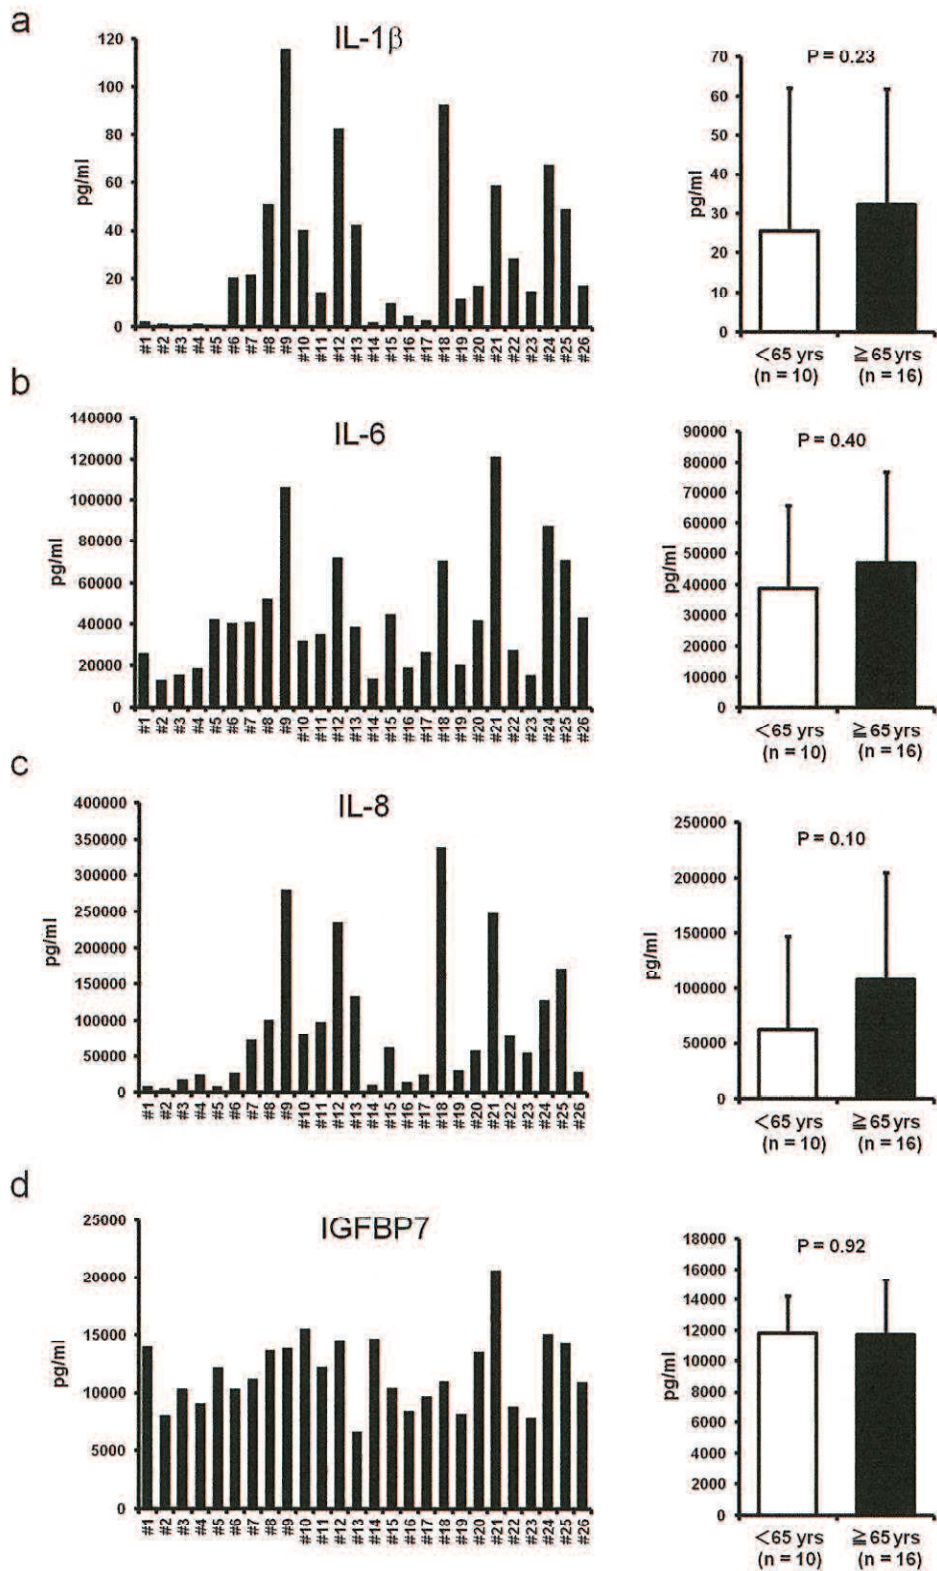 a
IL-1β
120
100
80
60
40
20
0
pg/ml
#1 #2 #3 #4 #5 #6 #7 #8 #9 #10 #11 #12 #13 #14 #15 #16 #17 #18 #19 #20 #21 #22 #23 #24 #25 #26
P = 0.23
70
60
50
40
30
20
10
0
pg/ml
<65 yrs ≧65 yrs
(n = 10) (n = 16)
b
IL-6
140000
120000
100000
80000
60000
40000
20000
0
pg/ml
#1 #2 #3 #4 #5 #6 #7 #8 #9 #10 #11 #12 #13 #14 #15 #16 #17 #18 #19 #20 #21 #22 #23 #24 #25 #26
P = 0.40
90000
80000
70000
60000
50000
40000
30000
20000
10000
0
pg/ml
<65 yrs ≧65 yrs
(n = 10) (n = 16)
c
IL-8
400000
350000
300000
250000
200000
150000
100000
50000
0
pg/ml
#1 #2 #3 #4 #5 #6 #7 #8 #9 #10 #11 #12 #13 #14 #15 #16 #17 #18 #19 #20 #21 #22 #23 #24 #25 #26
P = 0.10
250000
200000
150000
100000
50000
0
pg/ml
<65 yrs ≧65 yrs
(n = 10) (n = 16)
d
IGFBP7
25000
20000
15000
10000
5000
0
pg/ml
#1 #2 #3 #4 #5 #6 #7 #8 #9 #10 #11 #12 #13 #14 #15 #16 #17 #18 #19 #20 #21 #22 #23 #24 #25 #26
P = 0.92
18000
16000
14000
12000
10000
8000
6000
4000
2000
0
pg/ml
<65 yrs ≧65 yrs
(n = 10) (n = 16)